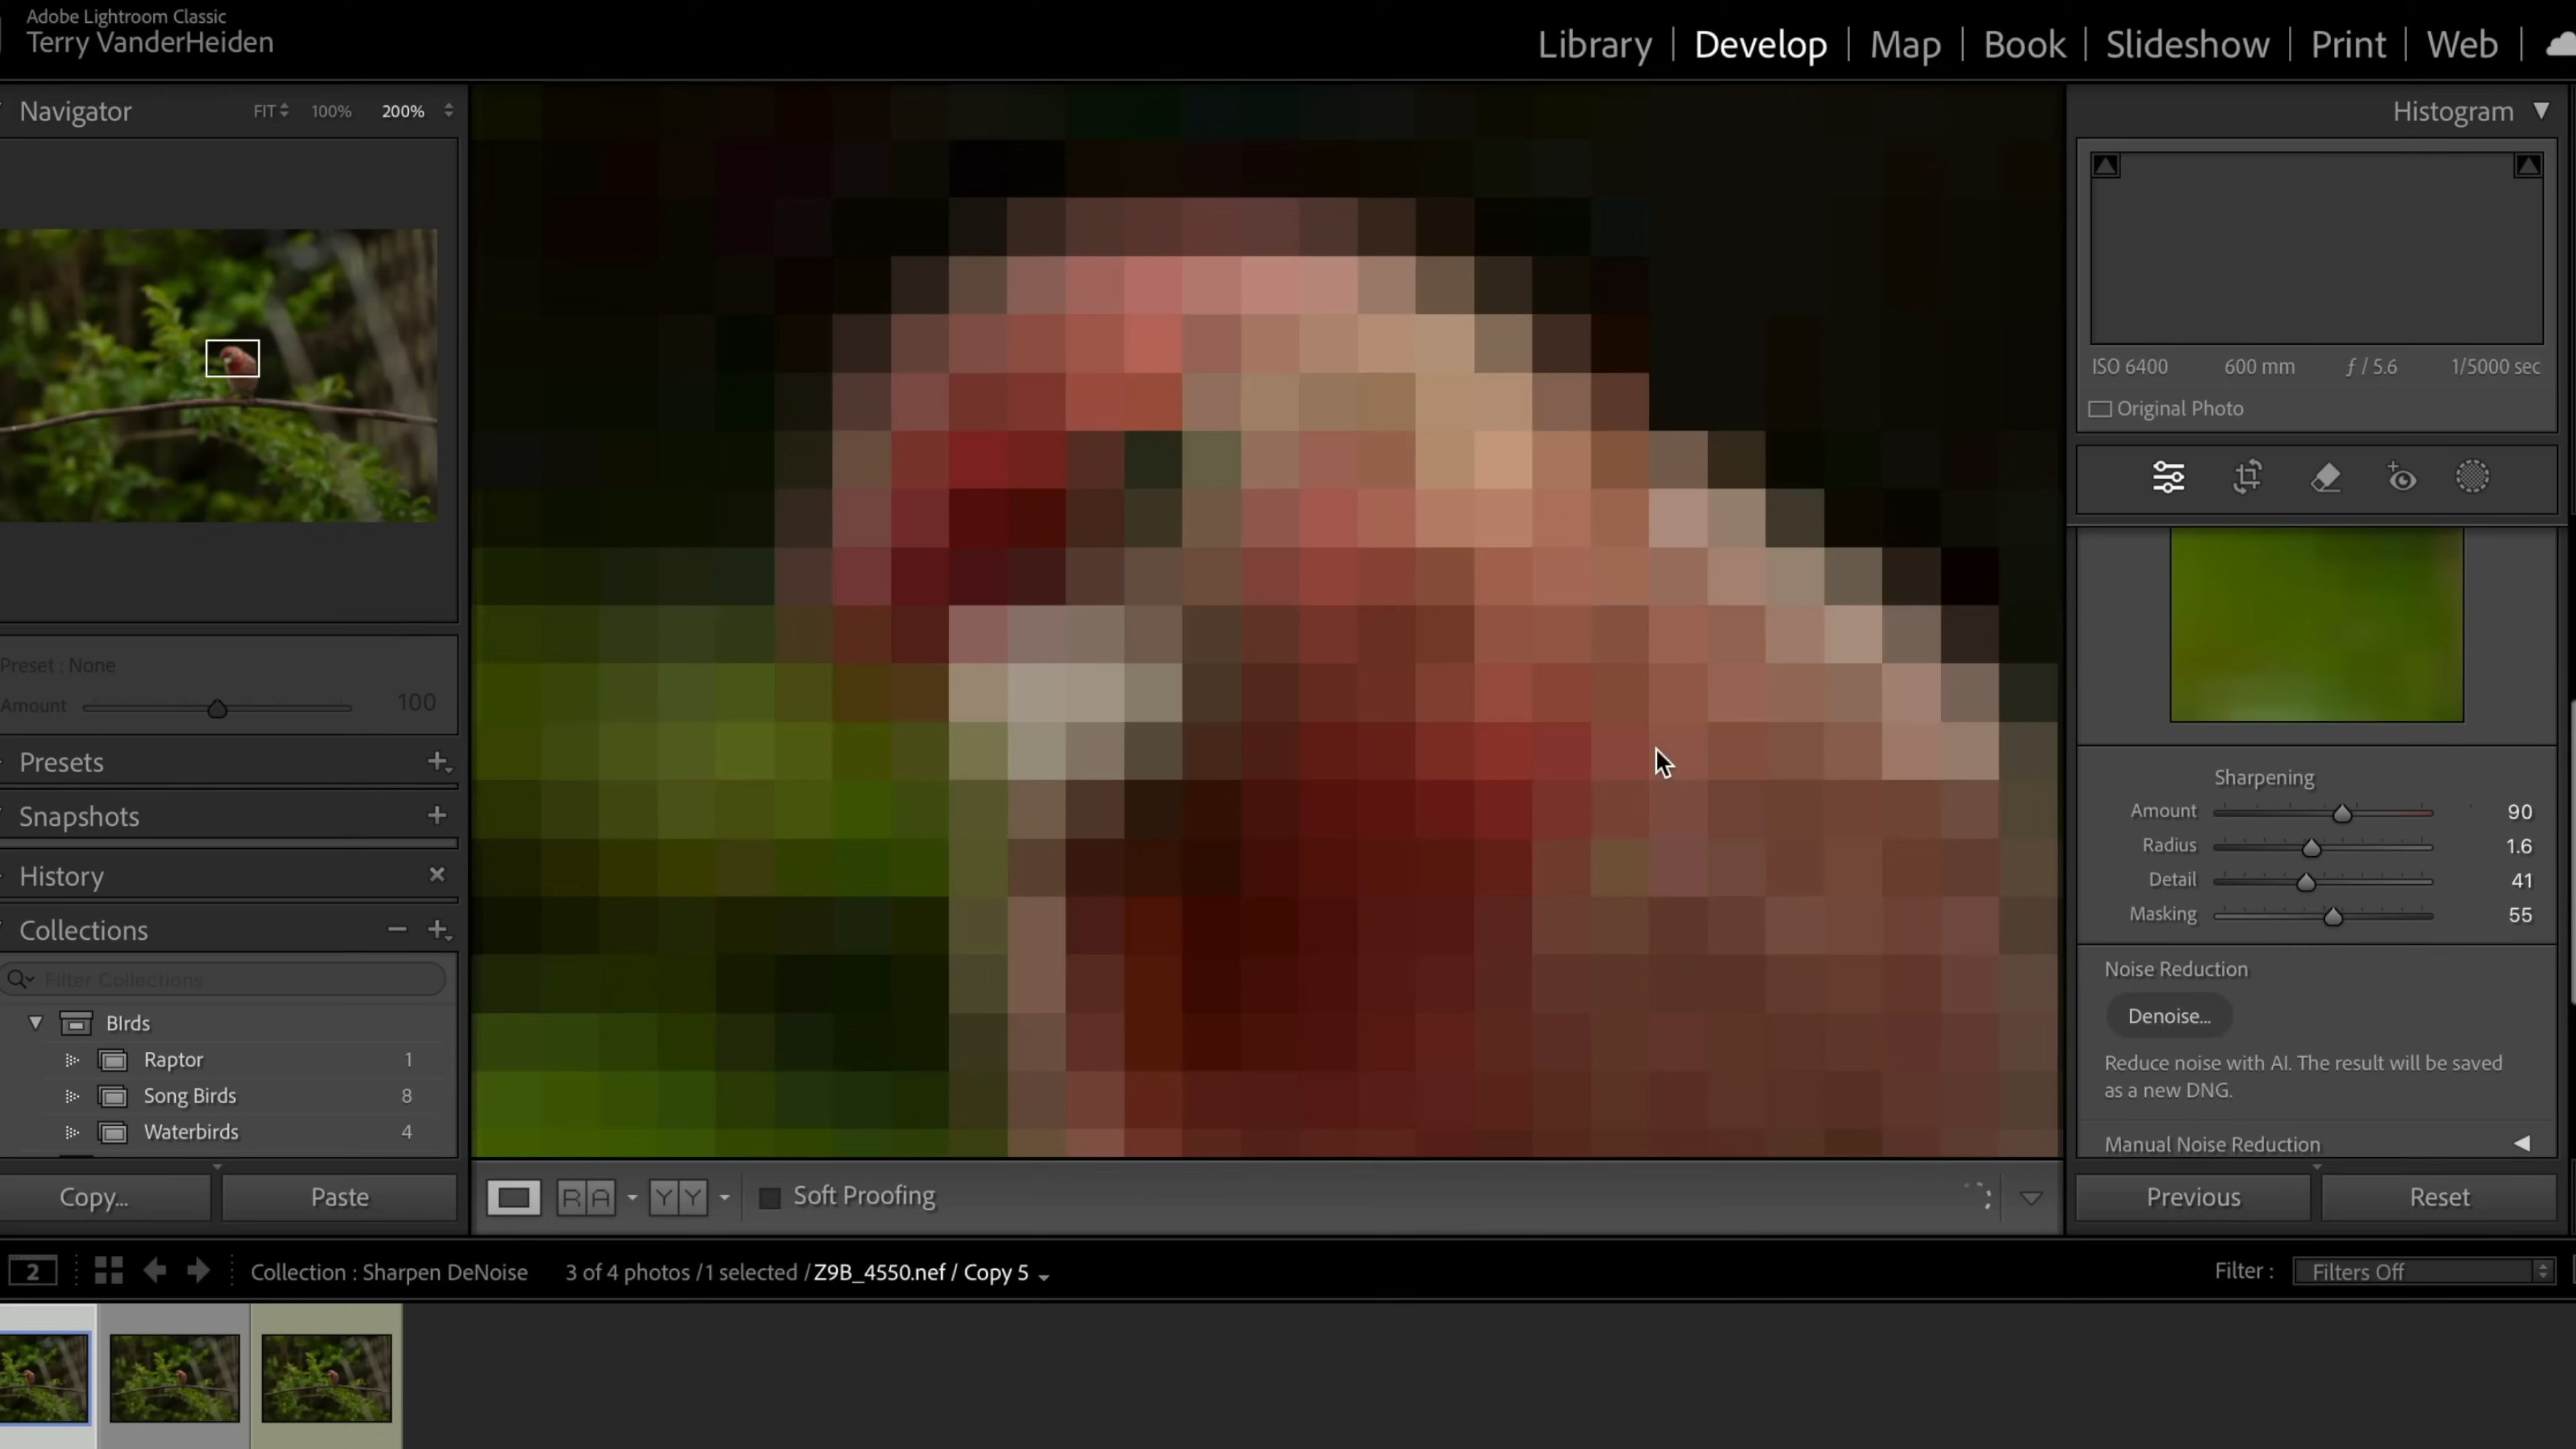 Adobe Lightroom Classic
Terry VanderHeiden
Library | Develop | Map | Book | Slideshow | Print | Web
Navigator
FIT 100% 200%
Preset : None
Amount 100
Presets
Snapshots
History
Collections
Filter Collections
BIrds
Raptor 1
Song Birds 8
Waterbirds 4
Copy... Paste
R A Y Y Soft Proofing
Histogram
ISO 6400 600 mm ƒ / 5.6 1/5000 sec
Original Photo
Sharpening
Amount 90
Radius 1.6
Detail 41
Masking 55
Noise Reduction
Denoise...
Reduce noise with AI. The result will be saved
as a new DNG.
Manual Noise Reduction
Previous Reset
2 Collection : Sharpen DeNoise 3 of 4 photos / 1 selected / Z9B_4550.nef / Copy 5
Filter : Filters Off